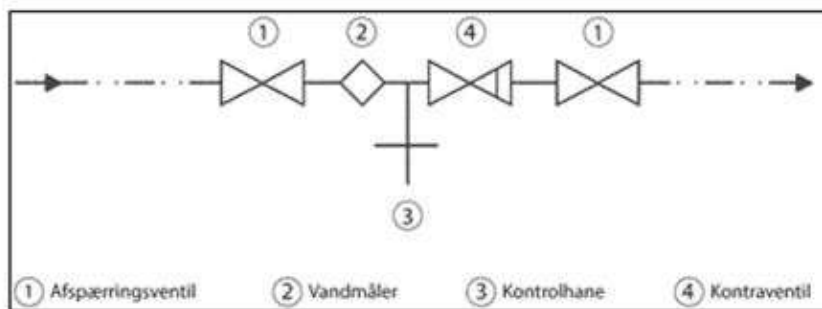 ① ② ④ ①
③
① Afspærringsventil ② Vandmåler ③ Kontrolhane ④ Kontraventil